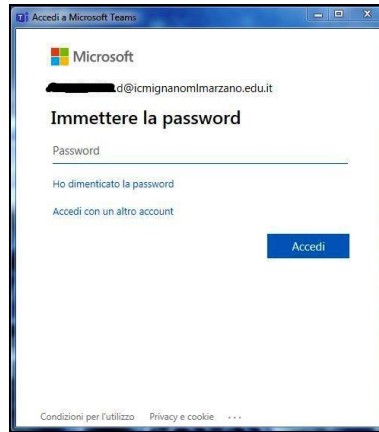 Accedi a Microsoft Teams
Microsoft
d@icmignanomlmarzano.edu.it
Immettere la password
Password
Ho dimenticato la password
Accedi con un altro account
Accedi
Condizioni per l'utilizzo Privacy e cookie ...